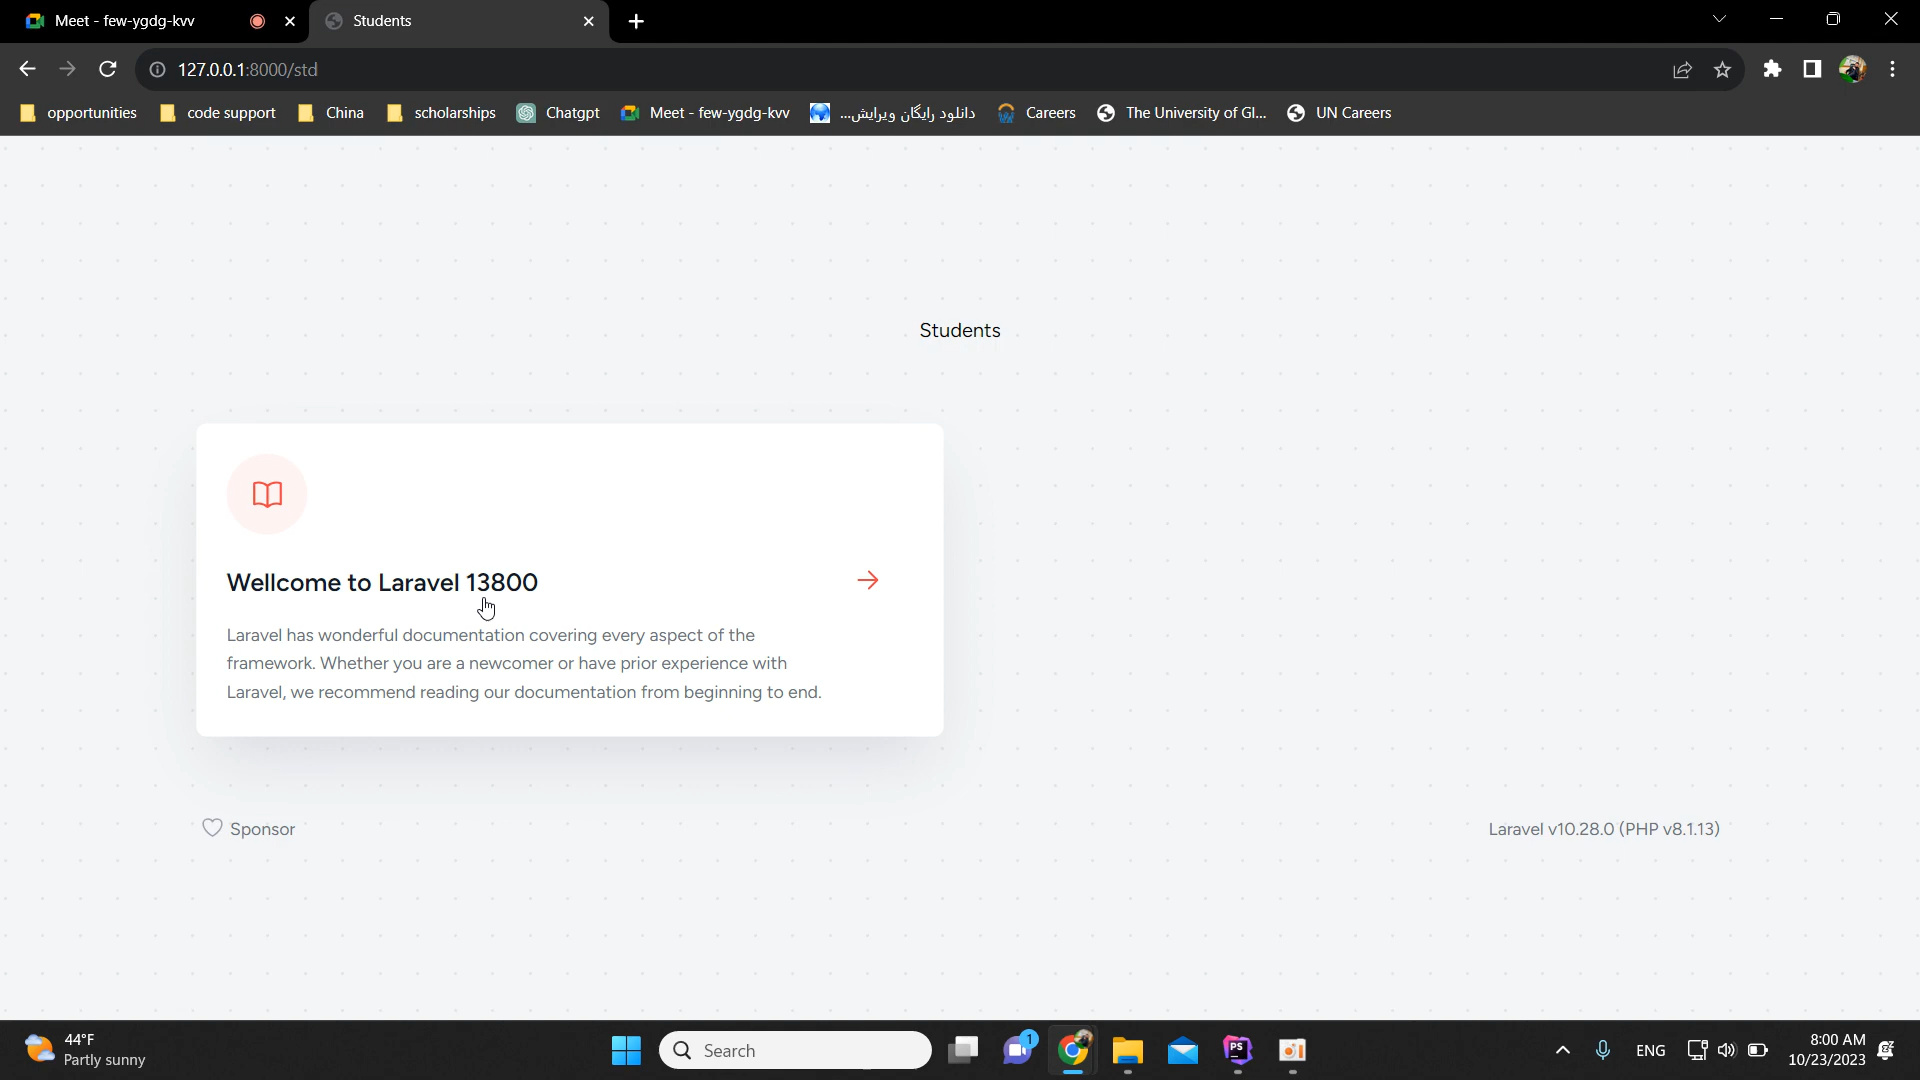 Meet - few-ygdg-kvv
Students
127.0.0.1:8000/std
opportunities
code support
China
scholarships
Chatgpt
Meet - few-ygdg-kvv
دانلود رایگان ویرایش...
Careers
The University of Gl...
UN Careers
Students
Wellcome to Laravel 13800
Laravel has wonderful documentation covering every aspect of the
framework. Whether you are a newcomer or have prior experience with
Laravel, we recommend reading our documentation from beginning to end.
Sponsor
Laravel v10.28.0 (PHP v8.1.13)
44°F
Partly sunny
Search
1
PS
ENG
8:00 AM
10/23/2023